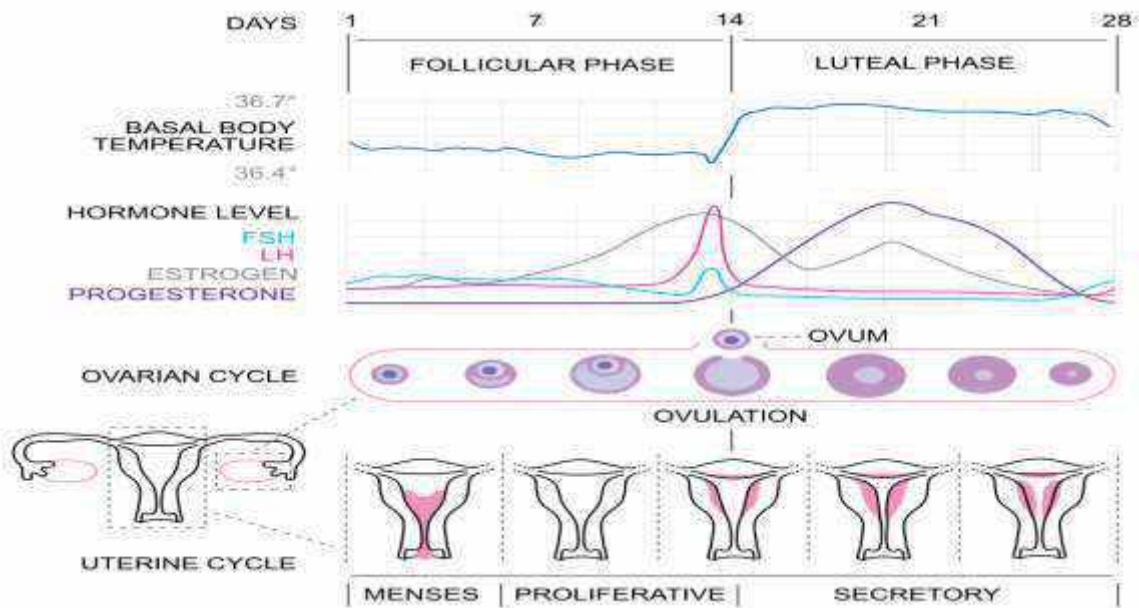 DAYS 1 7 14 21 28
FOLLICULAR PHASE LUTEAL PHASE
36.7°
BASAL BODY
TEMPERATURE
36.4°
HORMONE LEVEL
FSH
LH
ESTROGEN
PROGESTERONE
OVUM
OVARIAN CYCLE
OVULATION
UTERINE CYCLE
MENSES PROLIFERATIVE SECRETORY